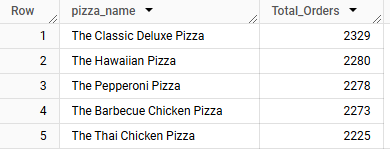 Row pizza_name Total_Orders
1 The Classic Deluxe Pizza 2329
2 The Hawaiian Pizza 2280
3 The Pepperoni Pizza 2278
4 The Barbecue Chicken Pizza 2273
5 The Thai Chicken Pizza 2225